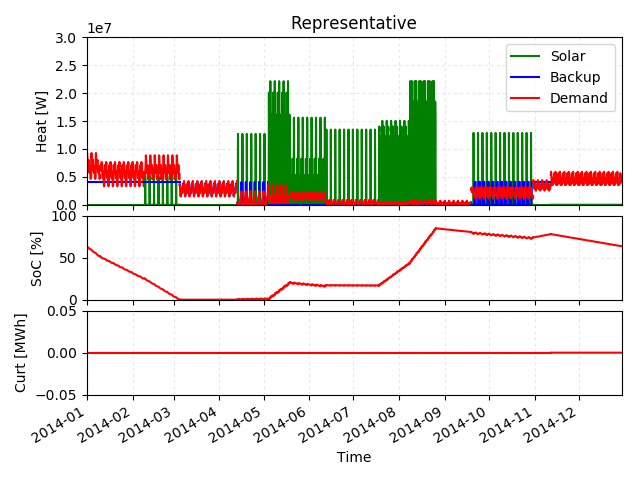 Representative
1e7
3.0
2.5
2.0
1.5
1.0
0.5
0.0
Heat [W]
Solar
Backup
Demand
100
50
0
SoC [%]
0.05
0.00
−0.05
Curt [MWh]
2014-01
2014-02
2014-03
2014-04
2014-05
2014-06
2014-07
2014-08
2014-09
2014-10
2014-11
2014-12
Time